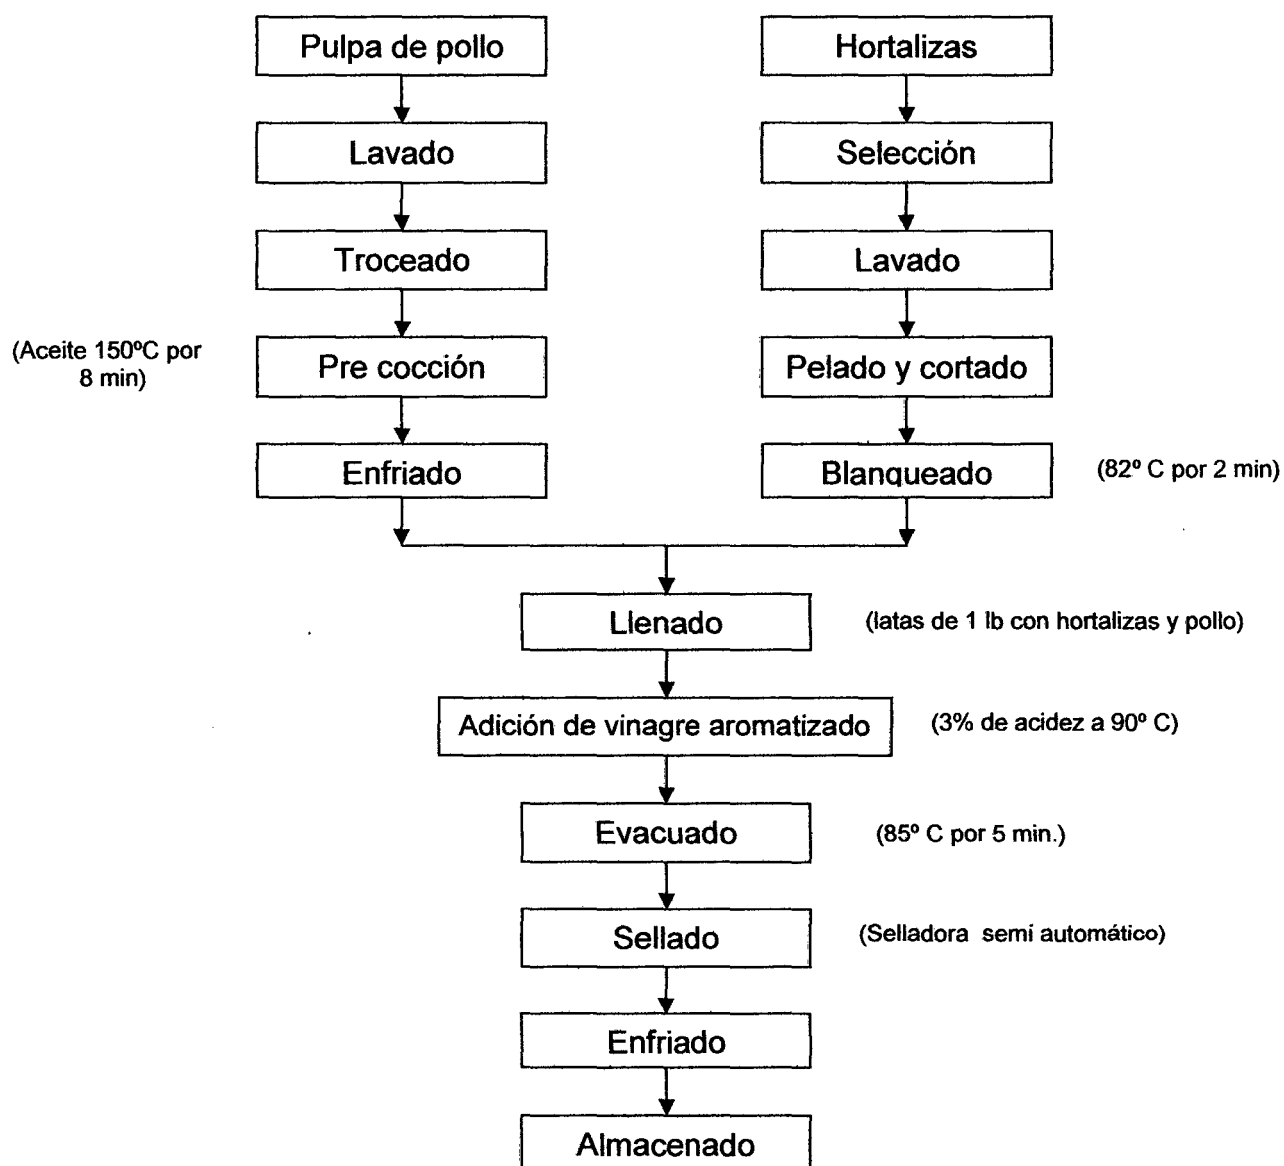 Pulpa de pollo
Hortalizas
Lavado
Selección
Troceado
Lavado
(Aceite 150ºC por
8 min)
Pre cocción
Pelado y cortado
Enfriado
Blanqueado
(82º C por 2 min)
Llenado
(latas de 1 lb con hortalizas y pollo)
Adición de vinagre aromatizado
(3% de acidez a 90º C)
Evacuado
(85º C por 5 min.)
Sellado
(Selladora semi automático)
Enfriado
Almacenado